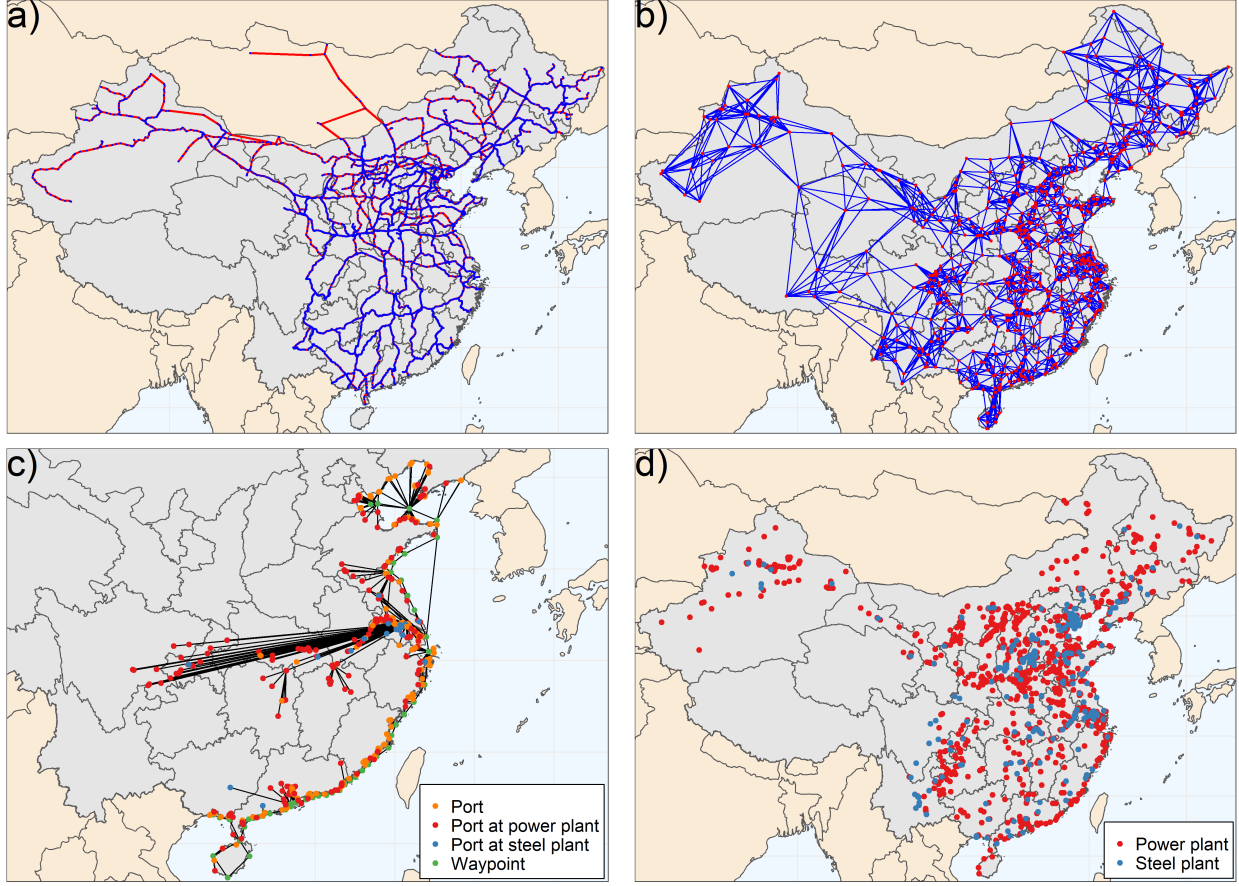 a)
b)
c)
Port
Port at power plant
Port at steel plant
Waypoint
d)
Power plant
Steel plant